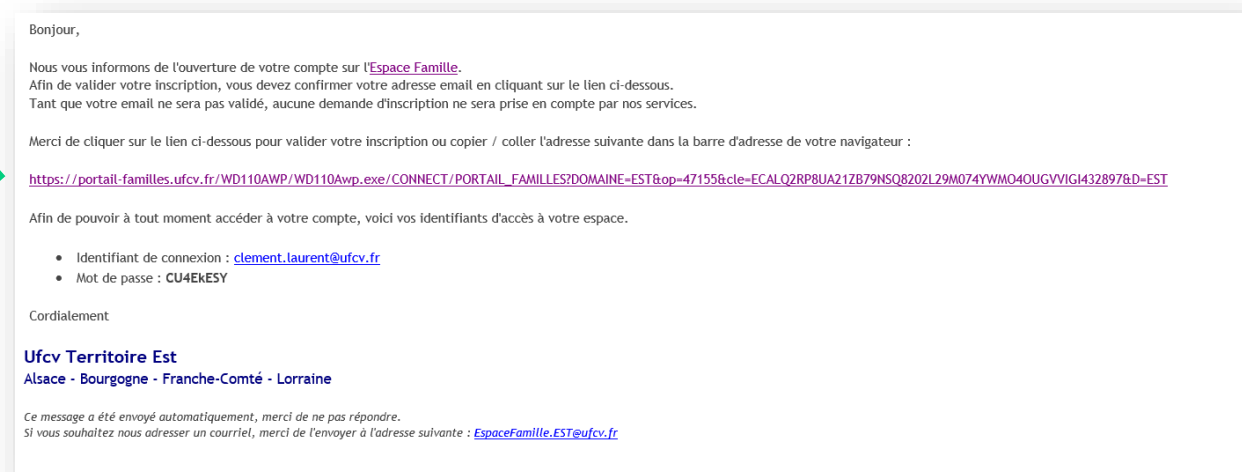 Bonjour,
Nous vous informons de l'ouverture de votre compte sur l'Espace Famille.
Afin de valider votre inscription, vous devez confirmer votre adresse email en cliquant sur le lien ci-dessous.
Tant que votre email ne sera pas validé, aucune demande d'inscription ne sera prise en compte par nos services.
Merci de cliquer sur le lien ci-dessous pour valider votre inscription ou copier / coller l'adresse suivante dans la barre d'adresse de votre navigateur :
https://portail-familles.ufcv.fr/WD110AWP/WD110Awp.exe/CONNECT/PORTAIL_FAMILLES?DOMAINE=EST&op=47155&cle=ECALQ2RP8UA21ZB79NSQ8202L29M074YWMO4OUGVVIGI432897&D=EST
Afin de pouvoir à tout moment accéder à votre compte, voici vos identifiants d'accès à votre espace.
• Identifiant de connexion : clement.laurent@ufcv.fr
• Mot de passe : CU4EkESY
Cordialement
Ufcv Territoire Est
Alsace - Bourgogne - Franche-Comté - Lorraine
Ce message a été envoyé automatiquement, merci de ne pas répondre.
Si vous souhaitez nous adresser un courriel, merci de l'envoyer à l'adresse suivante : EspaceFamille.EST@ufcv.fr